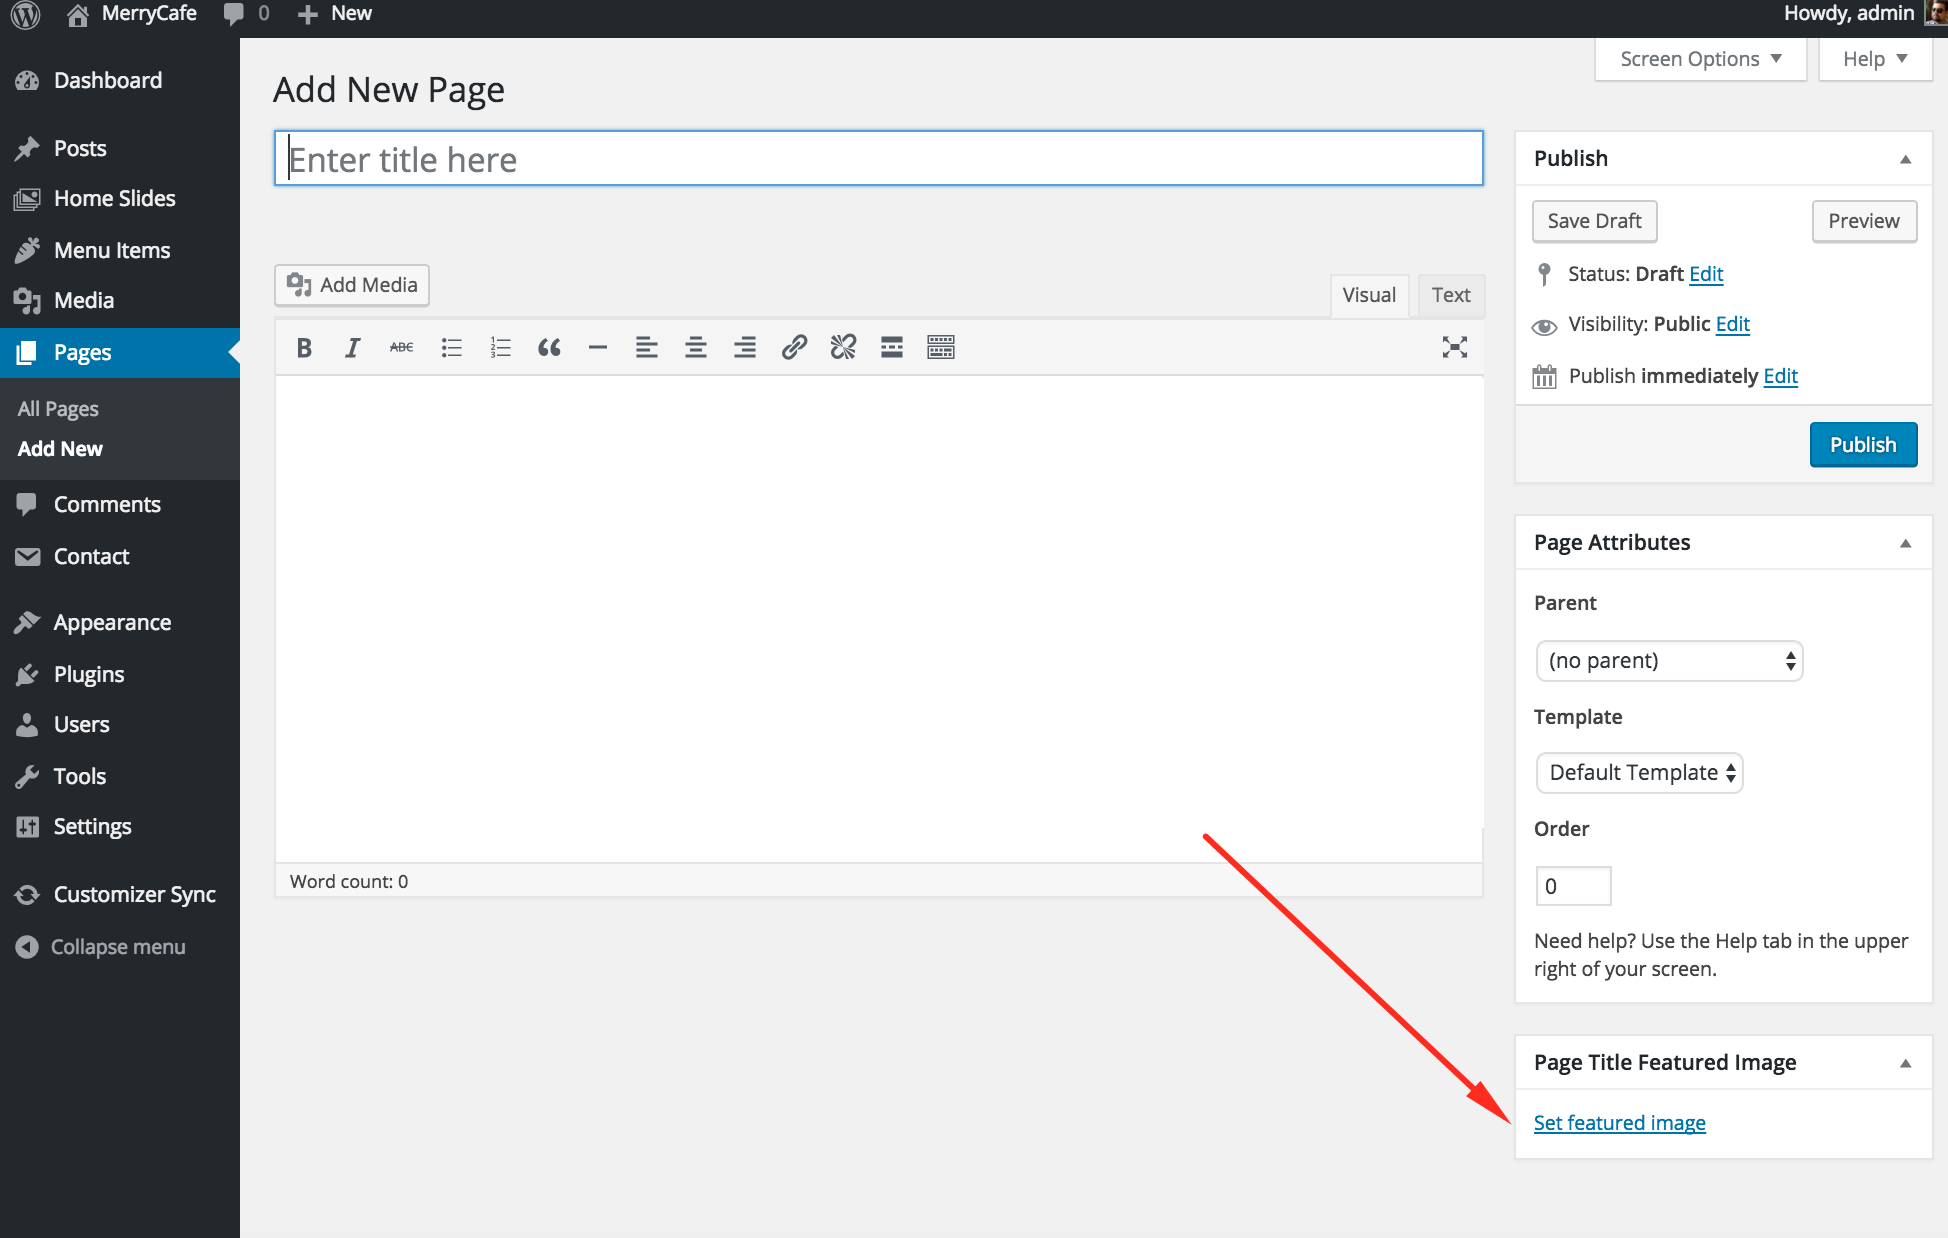 MerryCafe 0 New Howdy, admin
Screen Options Help
Dashboard
Posts
Home Slides
Menu Items
Media
Pages
All Pages
Add New
Comments
Contact
Appearance
Plugins
Users
Tools
Settings
Customizer Sync
Collapse menu
Add New Page
Enter title here
Add Media
Visual Text
B I ABC
Word count: 0
Publish
Save Draft Preview
Status: Draft Edit
Visibility: Public Edit
Publish immediately Edit
Publish
Page Attributes
Parent
(no parent)
Template
Default Template
Order
0
Need help? Use the Help tab in the upper
right of your screen.
Page Title Featured Image
Set featured image